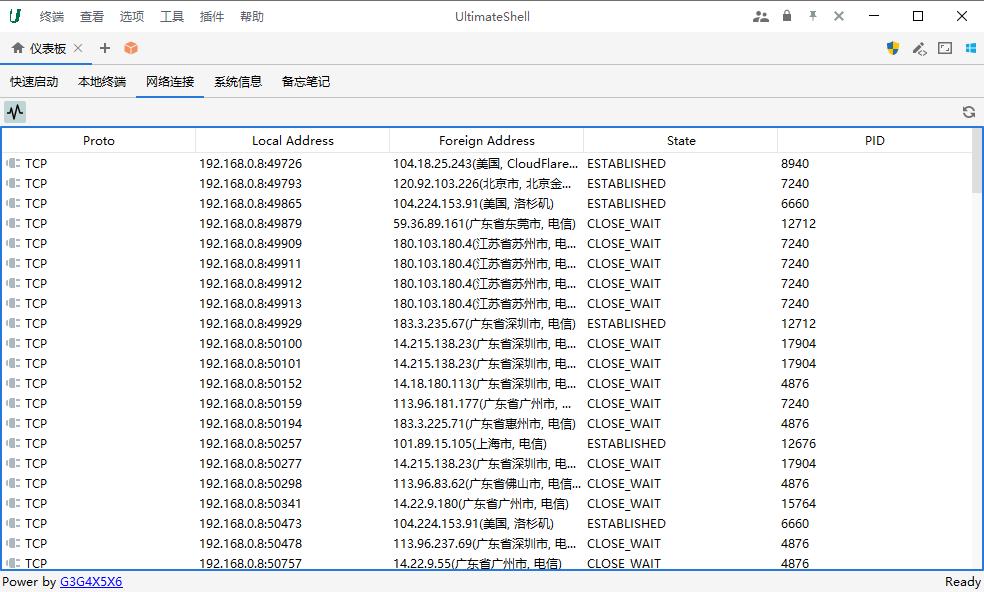 终端 查看 选项 工具 插件 帮助 UltimateShell
仪表板
快速启动 本地终端 网络连接 系统信息 备忘笔记
Proto Local Address Foreign Address State PID
TCP 192.168.0.8:49726 104.18.25.243(美国, CloudFlare... ESTABLISHED 8940
TCP 192.168.0.8:49793 120.92.103.226(北京市, 北京金... ESTABLISHED 7240
TCP 192.168.0.8:49865 104.224.153.91(美国, 洛杉矶) ESTABLISHED 6660
TCP 192.168.0.8:49879 59.36.89.161(广东省东莞市, 电信) CLOSE_WAIT 12712
TCP 192.168.0.8:49909 180.103.180.4(江苏省苏州市, 电... CLOSE_WAIT 7240
TCP 192.168.0.8:49911 180.103.180.4(江苏省苏州市, 电... CLOSE_WAIT 7240
TCP 192.168.0.8:49912 180.103.180.4(江苏省苏州市, 电... CLOSE_WAIT 7240
TCP 192.168.0.8:49913 180.103.180.4(江苏省苏州市, 电... CLOSE_WAIT 7240
TCP 192.168.0.8:49929 183.3.235.67(广东省深圳市, 电信) ESTABLISHED 12712
TCP 192.168.0.8:50100 14.215.138.23(广东省深圳市, 电... CLOSE_WAIT 17904
TCP 192.168.0.8:50101 14.215.138.23(广东省深圳市, 电... CLOSE_WAIT 17904
TCP 192.168.0.8:50152 14.18.180.113(广东省深圳市, 电... CLOSE_WAIT 4876
TCP 192.168.0.8:50159 113.96.181.177(广东省广州市, ... CLOSE_WAIT 7240
TCP 192.168.0.8:50194 183.3.225.71(广东省惠州市, 电信) CLOSE_WAIT 4876
TCP 192.168.0.8:50257 101.89.15.105(上海市, 电信) ESTABLISHED 12676
TCP 192.168.0.8:50277 14.215.138.23(广东省深圳市, 电... CLOSE_WAIT 17904
TCP 192.168.0.8:50298 113.96.83.62(广东省佛山市, 电信... CLOSE_WAIT 4876
TCP 192.168.0.8:50341 14.22.9.180(广东省广州市, 电信) CLOSE_WAIT 15764
TCP 192.168.0.8:50473 104.224.153.91(美国, 洛杉矶) ESTABLISHED 6660
TCP 192.168.0.8:50478 113.96.237.69(广东省深圳市, 电... CLOSE_WAIT 4876
TCP 192.168.0.8:50757 14.22.9.55(广东省广州市, 电信) CLOSE_WAIT 4876
Power by G3G4X5X6 Ready